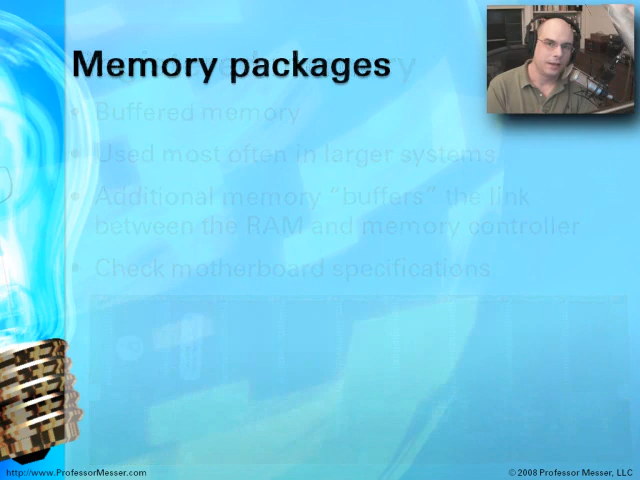 Memory packages
• Buffered memory
• Used most often in larger systems
• Additional memory “buffers” the link
between the RAM and memory controller
• Check motherboard specifications
http://www.ProfessorMesser.com
© 2008 Professor Messer, LLC